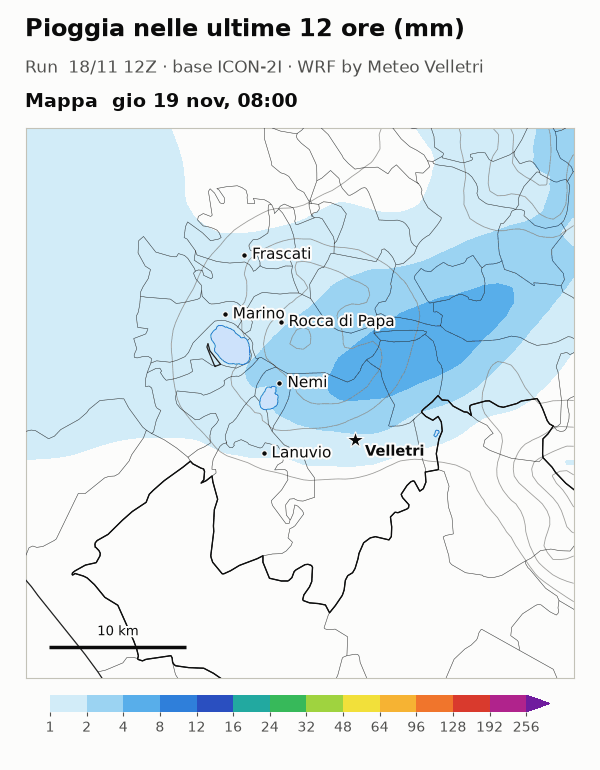 Pioggia nelle ultime 12 ore (mm)
Run  18/11 12Z · base ICON-2I · WRF by Meteo Velletri
Mappa  gio 19 nov, 08:00
Frascati
Marino
Rocca di Papa
Nemi
Velletri
Lanuvio
10 km
1 2 4 8 12 16 24 32 48 64 96 128 192 256